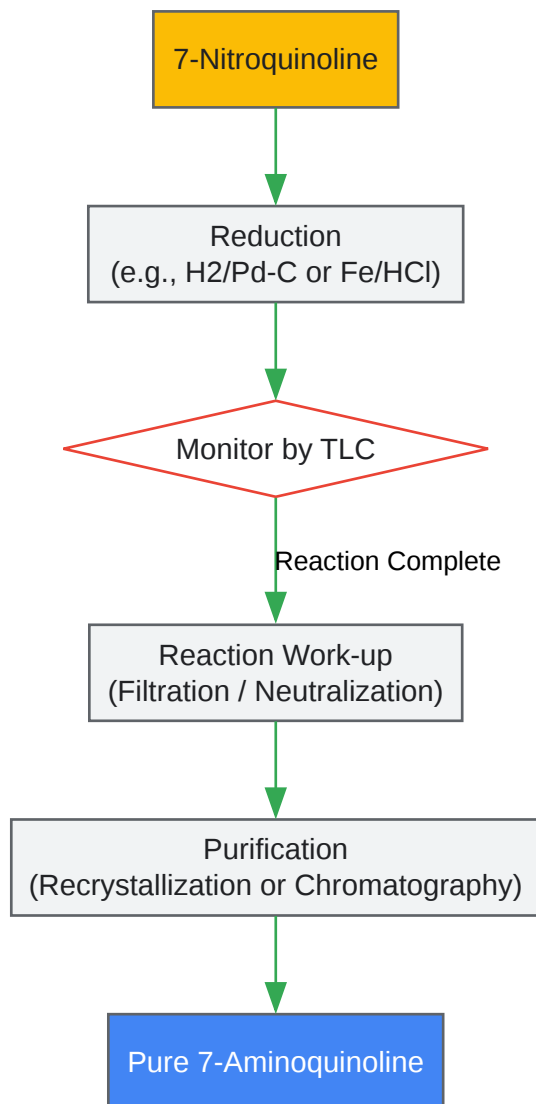 7-Nitroquinoline
Reduction
(e.g., H2/Pd-C or Fe/HCl)
Monitor by TLC
Reaction Complete
Reaction Work-up
(Filtration / Neutralization)
Purification
(Recrystallization or Chromatography)
Pure 7-Aminoquinoline